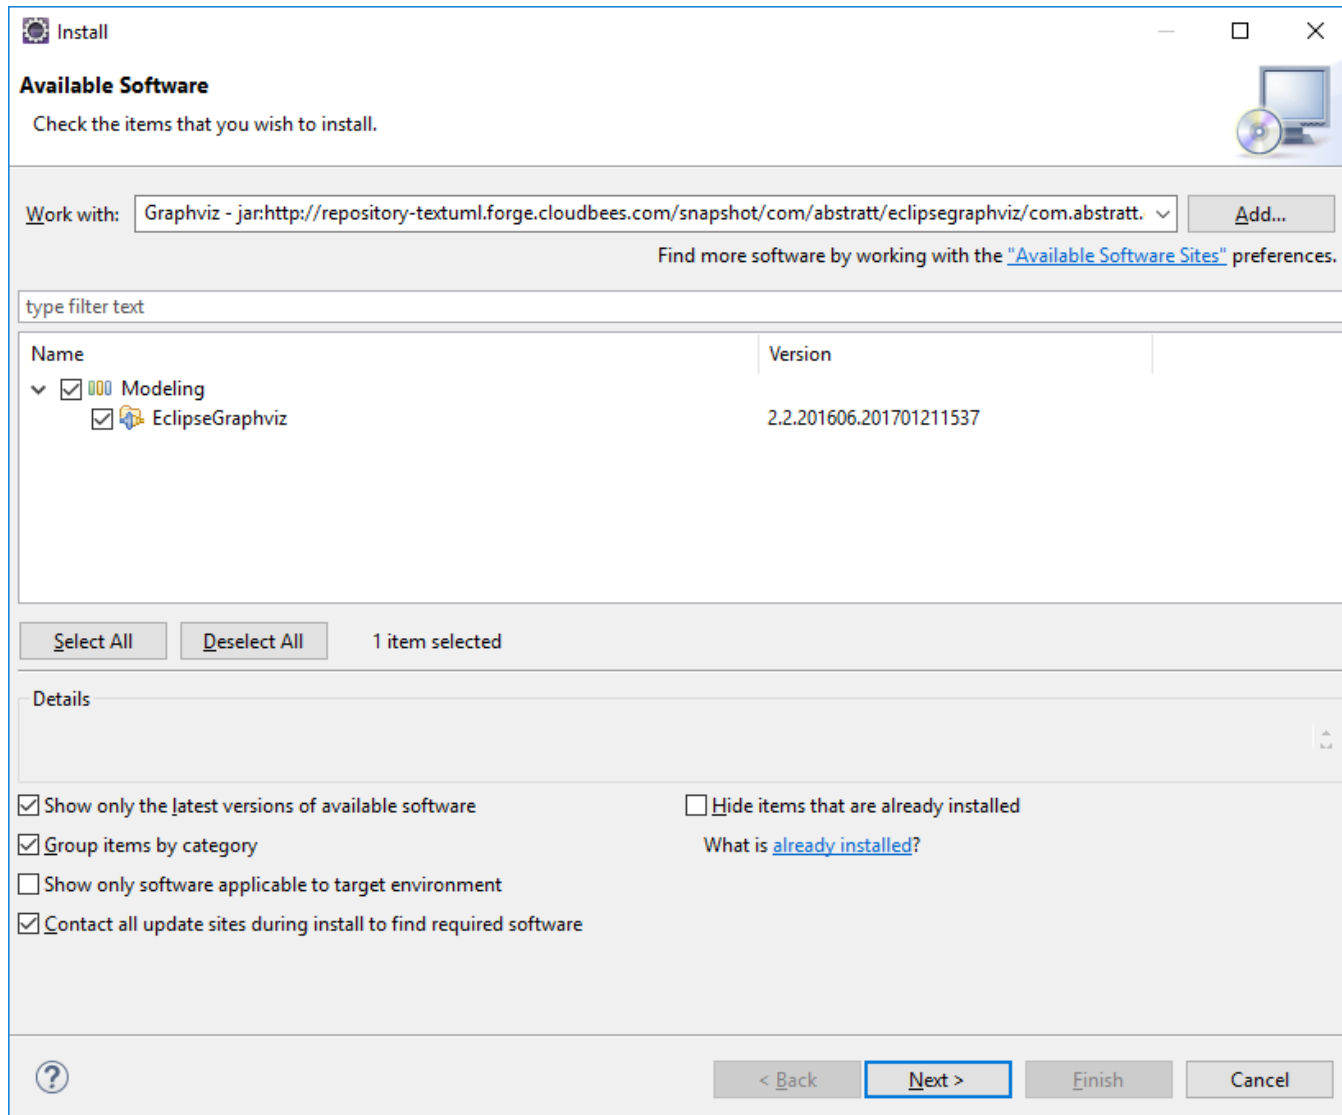 Install
Available Software
Check the items that you wish to install.
Work with: Graphviz - jar:http://repository-textuml.forge.cloudbees.com/snapshot/com/abstratt/eclipsegraphviz/com.abstratt. Add...
Find more software by working with the "Available Software Sites" preferences.
type filter text
Name Version
Modeling
EclipseGraphviz 2.2.201606.201701211537
Select All Deselect All 1 item selected
Details
Show only the latest versions of available software Hide items that are already installed
Group items by category What is already installed?
Show only software applicable to target environment
Contact all update sites during install to find required software
? < Back Next > Finish Cancel